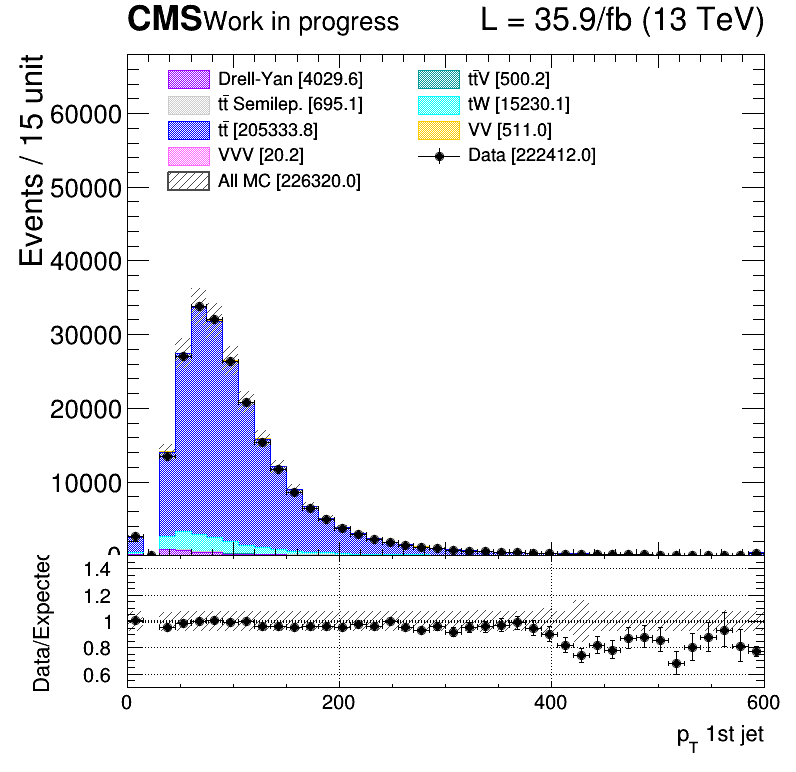 CMS Work in progress L = 35.9/fb (13 TeV)
Events / 15 unit
Drell-Yan [4029.6]
tt̄ Semilep. [695.1]
tt̄ [205333.8]
VVV [20.2]
All MC [226320.0]
tt̄V [500.2]
tW [15230.1]
VV [511.0]
Data [222412.0]
60000
50000
40000
30000
20000
10000
0
Data/Expected
1.4
1.2
1
0.8
0.6
0 200 400 600
p_T 1st jet